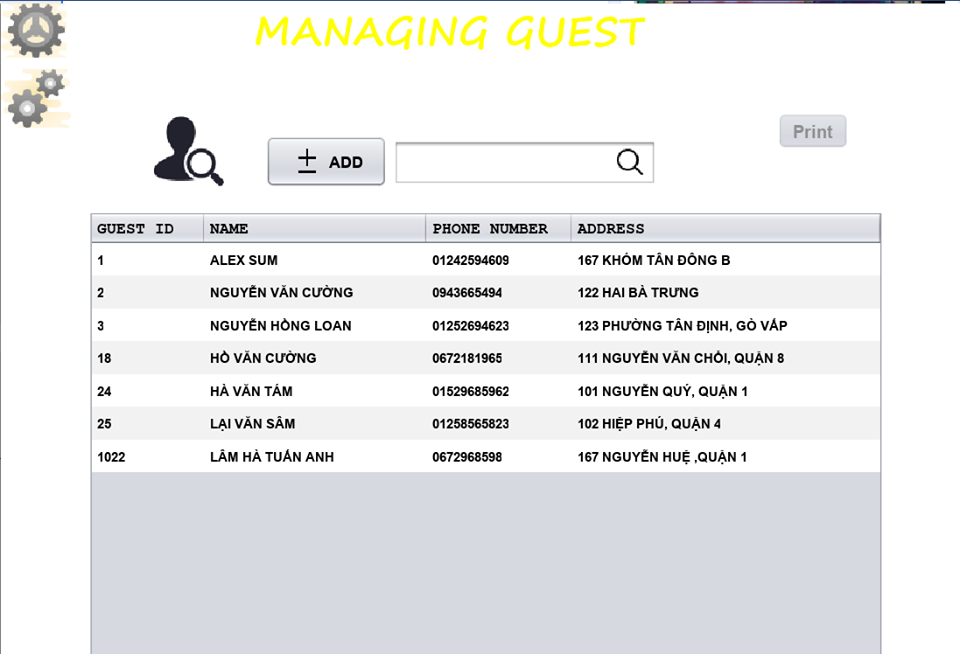 MANAGING GUEST
Print
ADD
GUEST ID NAME PHONE NUMBER ADDRESS
1 ALEX SUM 01242594609 167 KHÓM TÂN ĐÔNG B
2 NGUYỄN VĂN CƯỜNG 0943665494 122 HAI BÀ TRƯNG
3 NGUYỄN HỒNG LOAN 01252694623 123 PHƯỜNG TÂN ĐỊNH, GÒ VẤP
18 HỒ VĂN CƯỜNG 0672181965 111 NGUYỄN VĂN CHỒI, QUẬN 8
24 HÀ VĂN TÁM 01529685962 101 NGUYỄN QUÝ, QUẬN 1
25 LẠI VĂN SÂM 01258565823 102 HIỆP PHÚ, QUẬN 4
1022 LÂM HÀ TUẤN ANH 0672968598 167 NGUYỄN HUỆ ,QUẬN 1